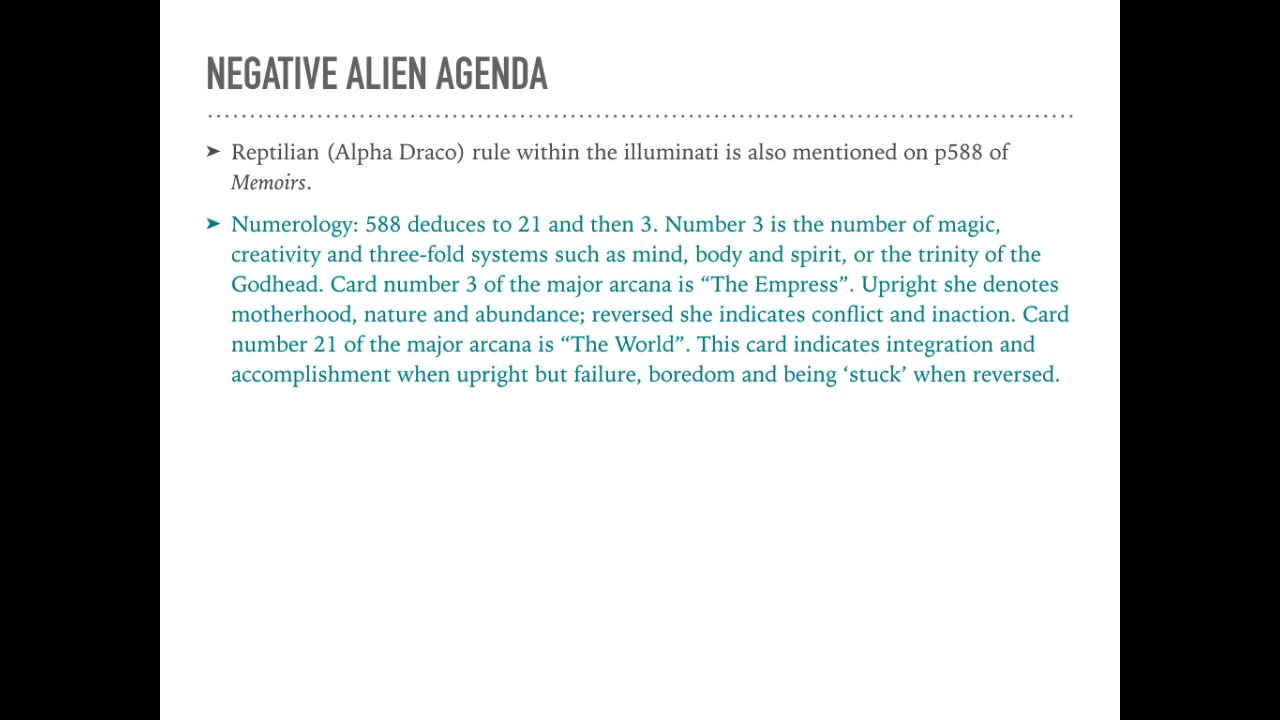 NEGATIVE ALIEN AGENDA
➤ Reptilian (Alpha Draco) rule within the illuminati is also mentioned on p588 of
Memoirs.
➤ Numerology: 588 deduces to 21 and then 3. Number 3 is the number of magic,
creativity and three-fold systems such as mind, body and spirit, or the trinity of the
Godhead. Card number 3 of the major arcana is “The Empress”. Upright she denotes
motherhood, nature and abundance; reversed she indicates conflict and inaction. Card
number 21 of the major arcana is “The World”. This card indicates integration and
accomplishment when upright but failure, boredom and being ‘stuck’ when reversed.